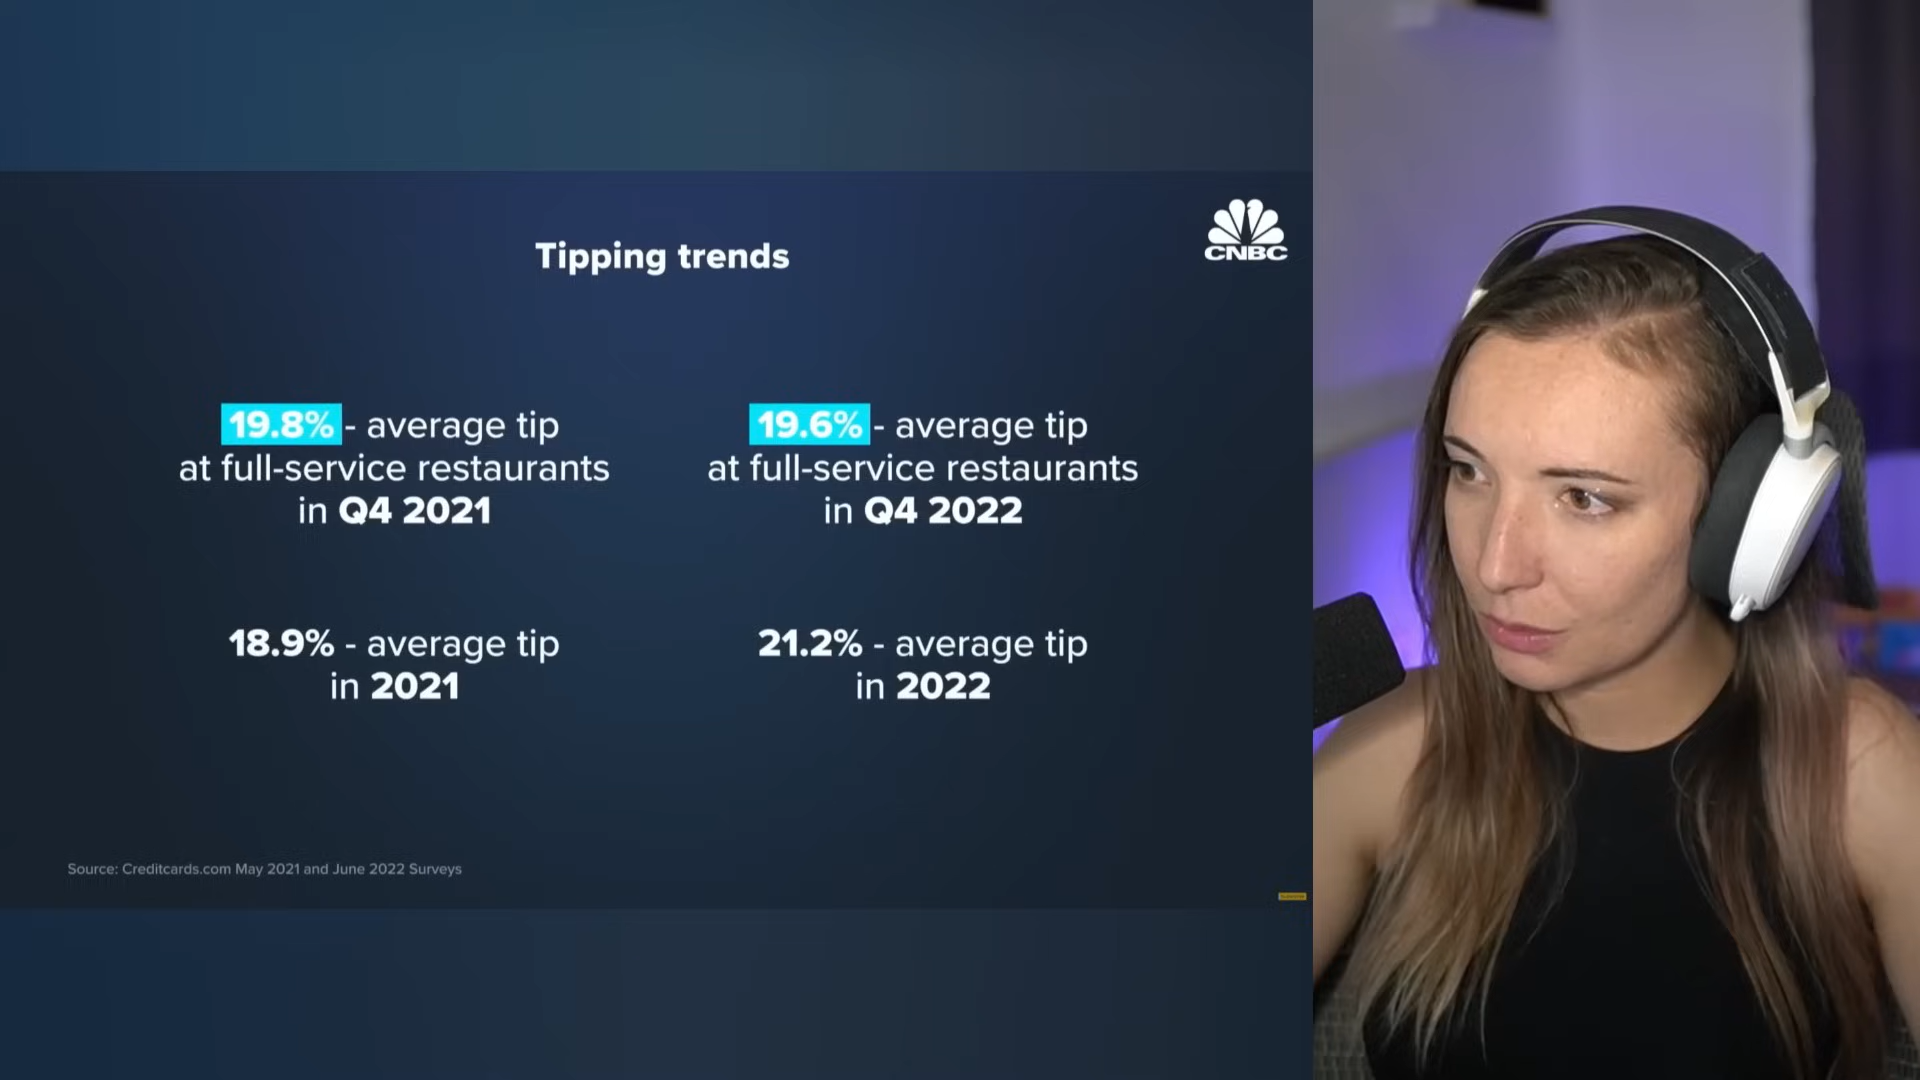 Tipping trends
CNBC
19.8% - average tip
at full-service restaurants
in Q4 2021
19.6% - average tip
at full-service restaurants
in Q4 2022
18.9% - average tip
in 2021
21.2% - average tip
in 2022
Source: Creditcards.com May 2021 and June 2022 Surveys